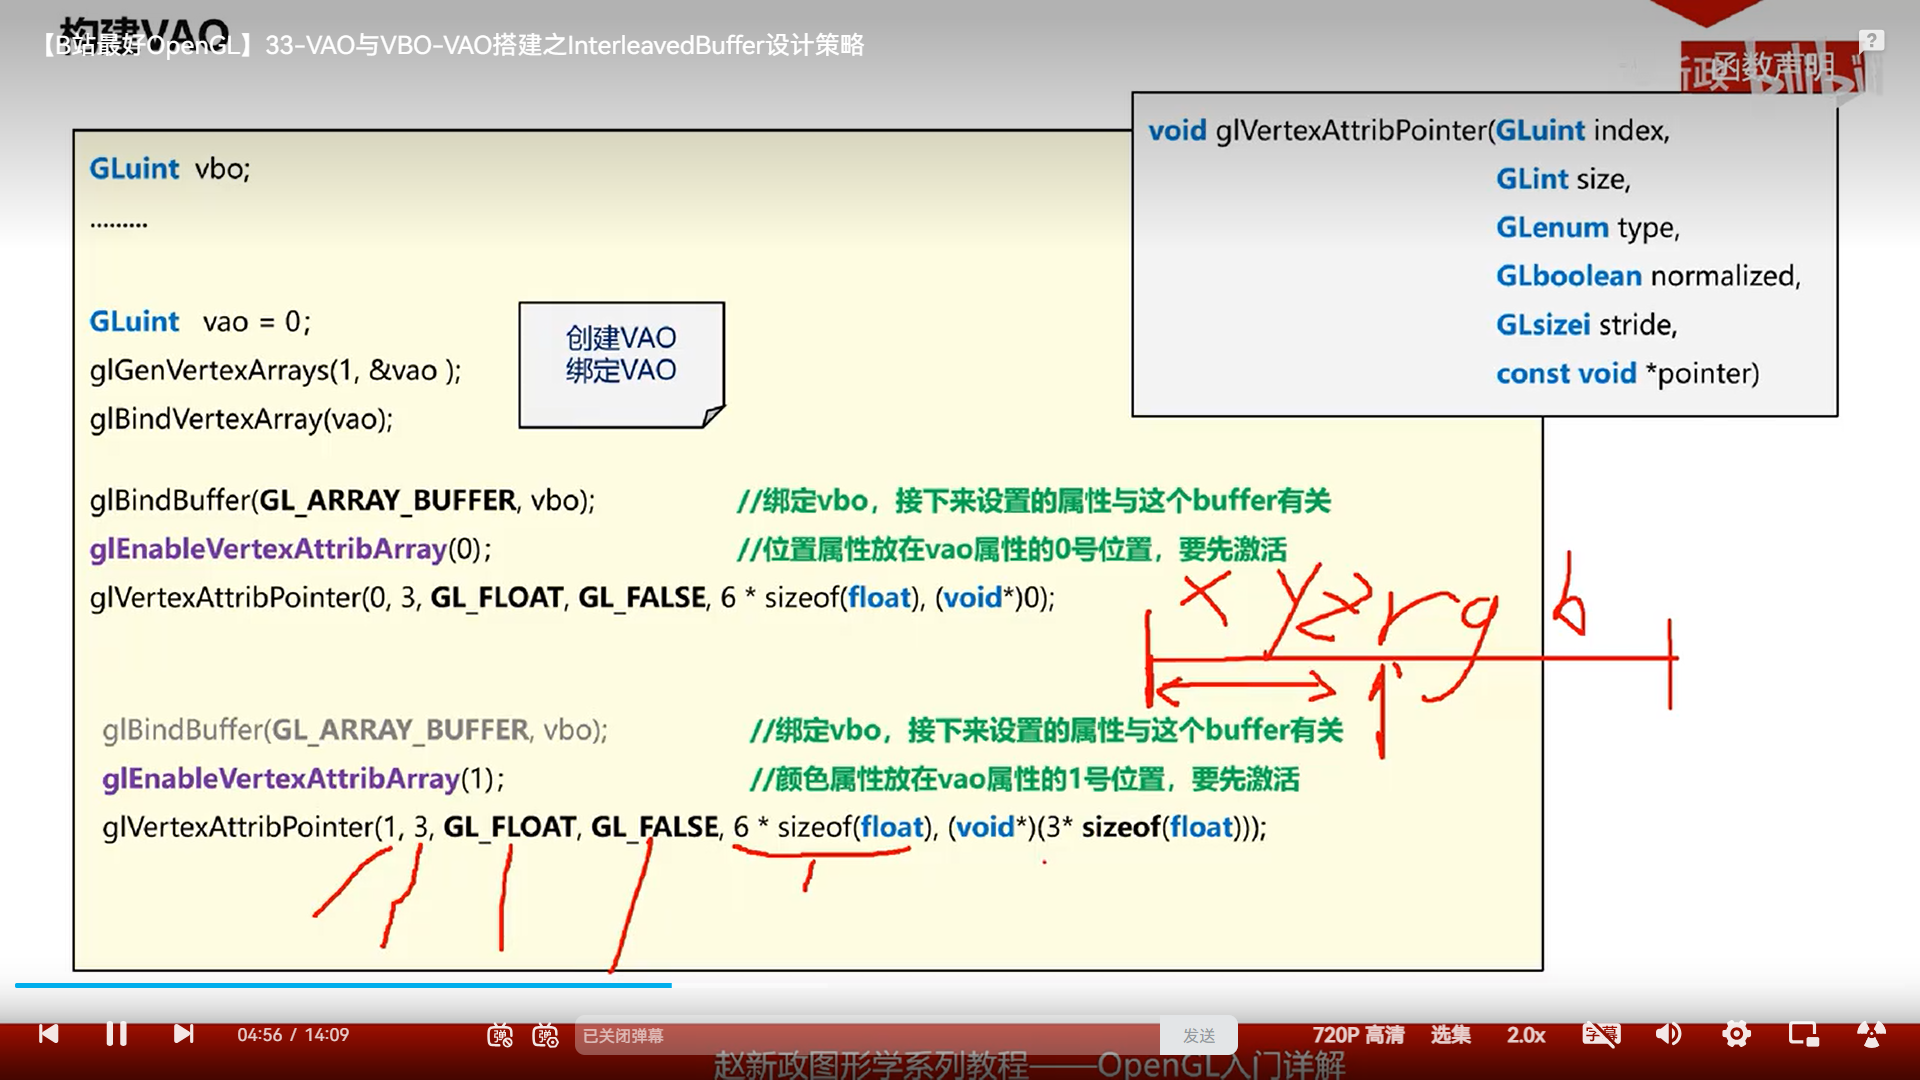 构建VAO
【B站最好OpenGL】33-VAO与VBO-VAO搭建之InterleavedBuffer设计策略
?
函数声明
bilibili
void glVertexAttribPointer(GLuint index,
GLint size,
GLenum type,
GLboolean normalized,
GLsizei stride,
const void *pointer)
GLuint vbo;
.........
GLuint vao = 0;
glGenVertexArrays(1, &vao );
glBindVertexArray(vao);
创建VAO
绑定VAO
glBindBuffer(GL_ARRAY_BUFFER, vbo); //绑定vbo，接下来设置的属性与这个buffer有关
glEnableVertexAttribArray(0); //位置属性放在vao属性的0号位置，要先激活
glVertexAttribPointer(0, 3, GL_FLOAT, GL_FALSE, 6 * sizeof(float), (void*)0);
x y z r g b
glBindBuffer(GL_ARRAY_BUFFER, vbo); //绑定vbo，接下来设置的属性与这个buffer有关
glEnableVertexAttribArray(1); //颜色属性放在vao属性的1号位置，要先激活
glVertexAttribPointer(1, 3, GL_FLOAT, GL_FALSE, 6 * sizeof(float), (void*)(3* sizeof(float)));
04:56 / 14:09
弹
弹
已关闭弹幕
发送
720P 高清
选集
2.0x
字幕
赵新政图形学系列教程——OpenGL入门详解